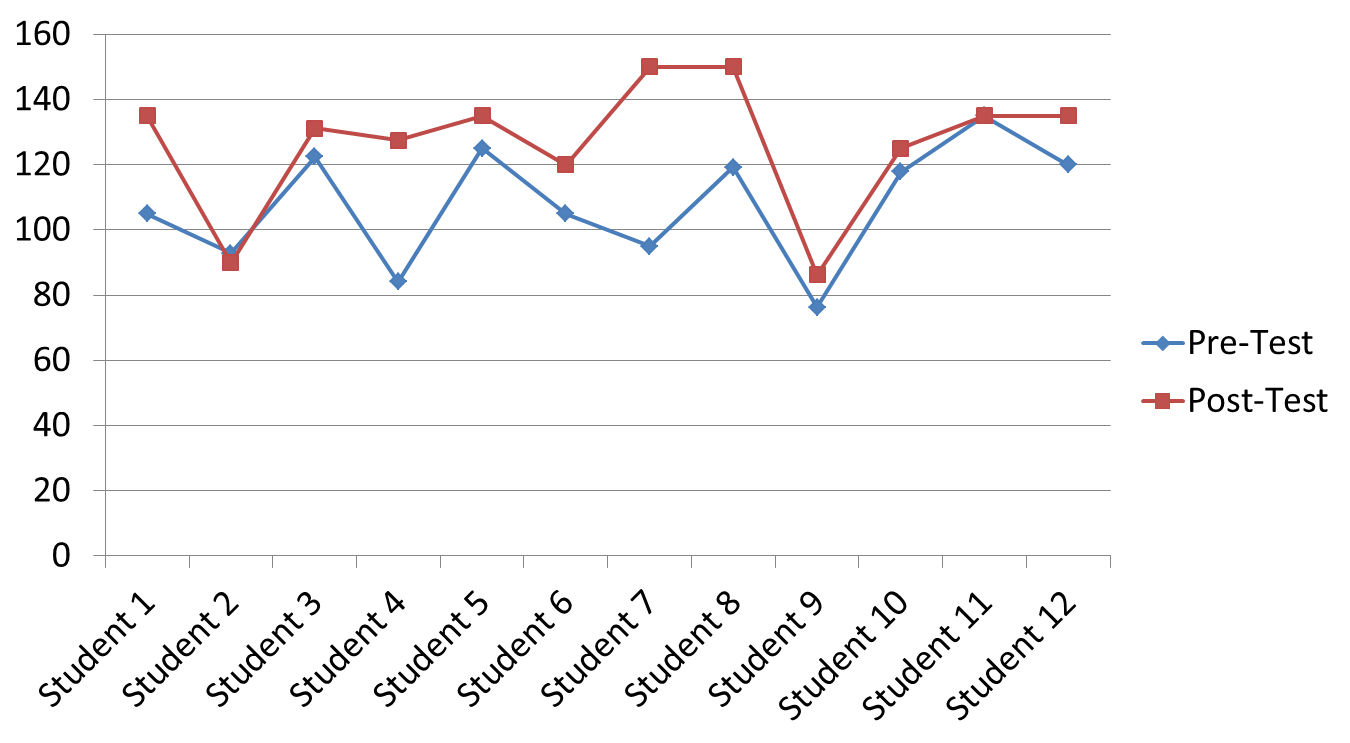 160
140
120
100
80
60
40
20
0
Pre-Test
Post-Test
Student 1
Student 2
Student 3
Student 4
Student 5
Student 6
Student 7
Student 8
Student 9
Student 10
Student 11
Student 12